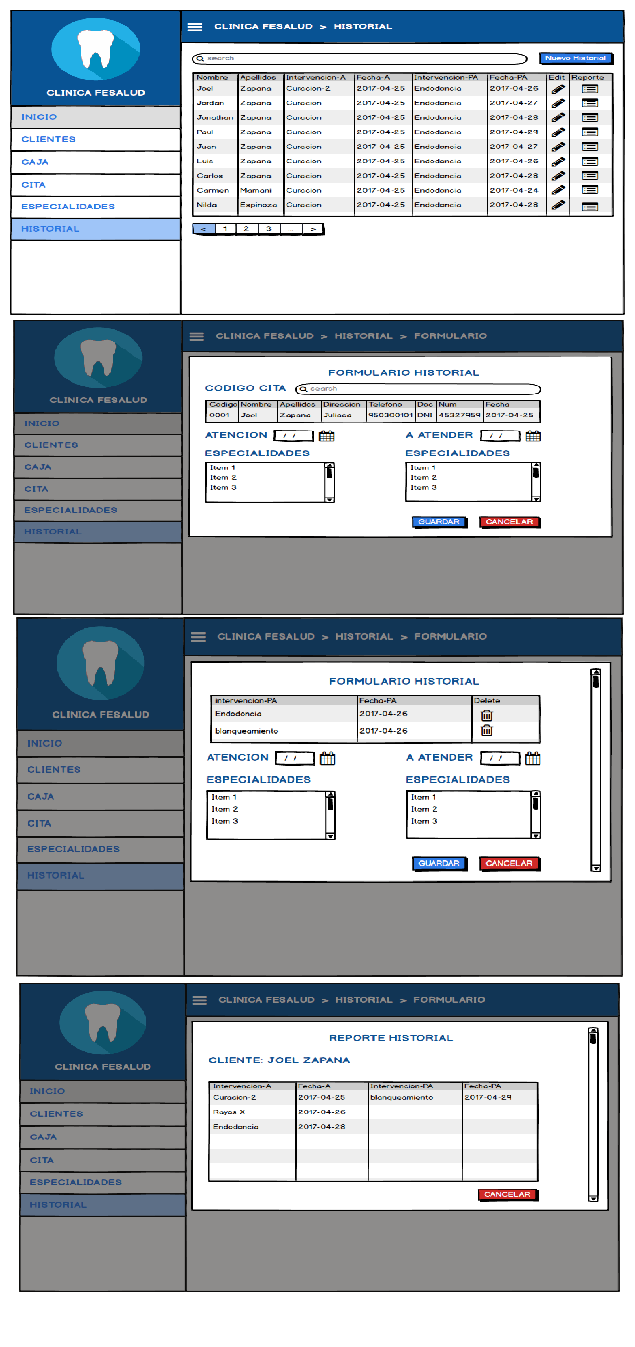 CLINICA FESALUD > HISTORIAL
CLINICA FESALUD
INICIO
CLIENTES
CAJA
CITA
ESPECIALIDADES
HISTORIAL
search
Nuevo Historial
Nombre Apellidos Intervencion-A Fecha-A Intervencion-PA Fecha-PA Edit Reporte
Joel Zapana Curacion-2 2017-04-25 Endodoncia 2017-04-26
Jordan Zapana Curacion 2017-04-25 Endodoncia 2017-04-27
Jonathan Zapana Curacion 2017-04-25 Endodoncia 2017-04-28
Paul Zapana Curacion 2017-04-25 Endodoncia 2017-04-29
Juan Zapana Curacion 2017-04-25 Endodoncia 2017-04-27
Luis Zapana Curacion 2017-04-25 Endodoncia 2017-04-26
Carlos Zapana Curacion 2017-04-25 Endodoncia 2017-04-28
Carmen Mamani Curacion 2017-04-25 Endodoncia 2017-04-24
Nilda Espinoza Curacion 2017-04-25 Endodoncia 2017-04-28
< 1 2 3 ... >
CLINICA FESALUD > HISTORIAL > FORMULARIO
CLINICA FESALUD
INICIO
CLIENTES
CAJA
CITA
ESPECIALIDADES
HISTORIAL
FORMULARIO HISTORIAL
CODIGO CITA search
Codigo Nombre Apellidos Direccion Telefono Doc Num Fecha
0001 Joel Zapana Juliaca 950300101 DNI 45327959 2017-04-25
ATENCION / / A ATENDER / /
ESPECIALIDADES ESPECIALIDADES
Item 1 Item 1
Item 2 Item 2
Item 3 Item 3
GUARDAR CANCELAR
CLINICA FESALUD > HISTORIAL > FORMULARIO
CLINICA FESALUD
INICIO
CLIENTES
CAJA
CITA
ESPECIALIDADES
HISTORIAL
FORMULARIO HISTORIAL
intervencion-PA Fecha-PA Delete
Endodoncia 2017-04-26
blanqueamiento 2017-04-26
ATENCION / / A ATENDER / /
ESPECIALIDADES ESPECIALIDADES
Item 1 Item 1
Item 2 Item 2
Item 3 Item 3
GUARDAR CANCELAR
CLINICA FESALUD > HISTORIAL > FORMULARIO
CLINICA FESALUD
INICIO
CLIENTES
CAJA
CITA
ESPECIALIDADES
HISTORIAL
REPORTE HISTORIAL
CLIENTE: JOEL ZAPANA
Intervencion-A Fecha-A Intervencion-PA Fecha-PA
Curacion-2 2017-04-25 blanqueamiento 2017-04-29
Rayos X 2017-04-26
Endodoncia 2017-04-28
CANCELAR